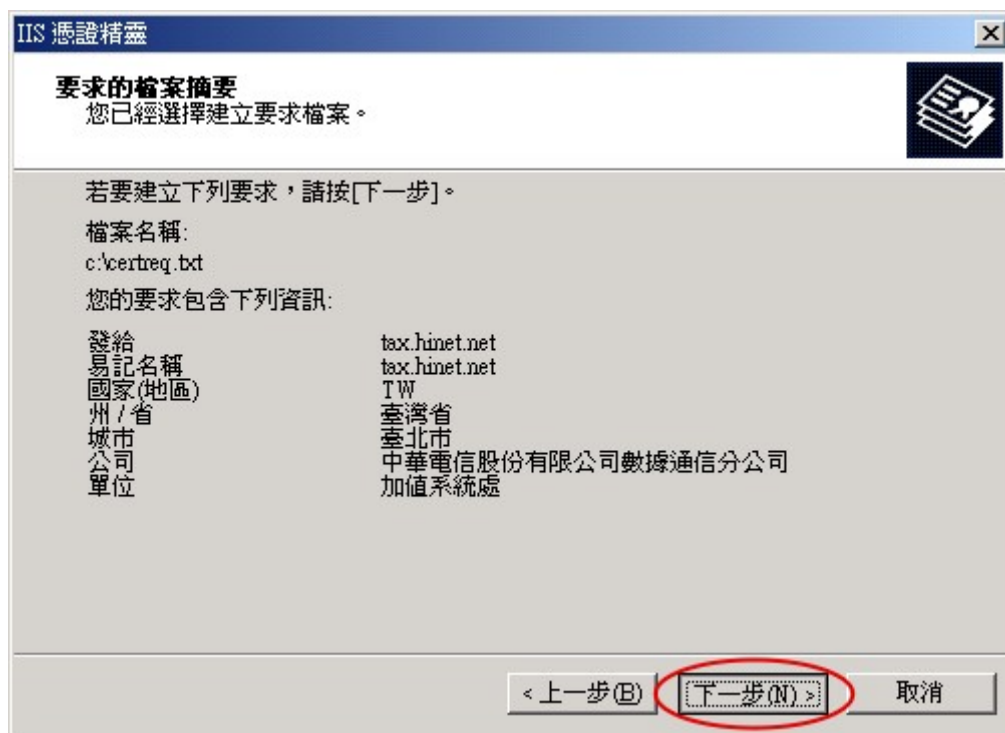 IIS 憑證精靈
要求的檔案摘要
您已經選擇建立要求檔案。
若要建立下列要求，請按[下一步]。
檔案名稱:
c:\certreq.txt
您的要求包含下列資訊:
發給 tax.hinet.net
易記名稱 tax.hinet.net
國家(地區) TW
州 / 省 臺灣省
城市 臺北市
公司 中華電信股份有限公司數據通信分公司
單位 加值系統處
< 上一步(B) 下一步(N) > 取消